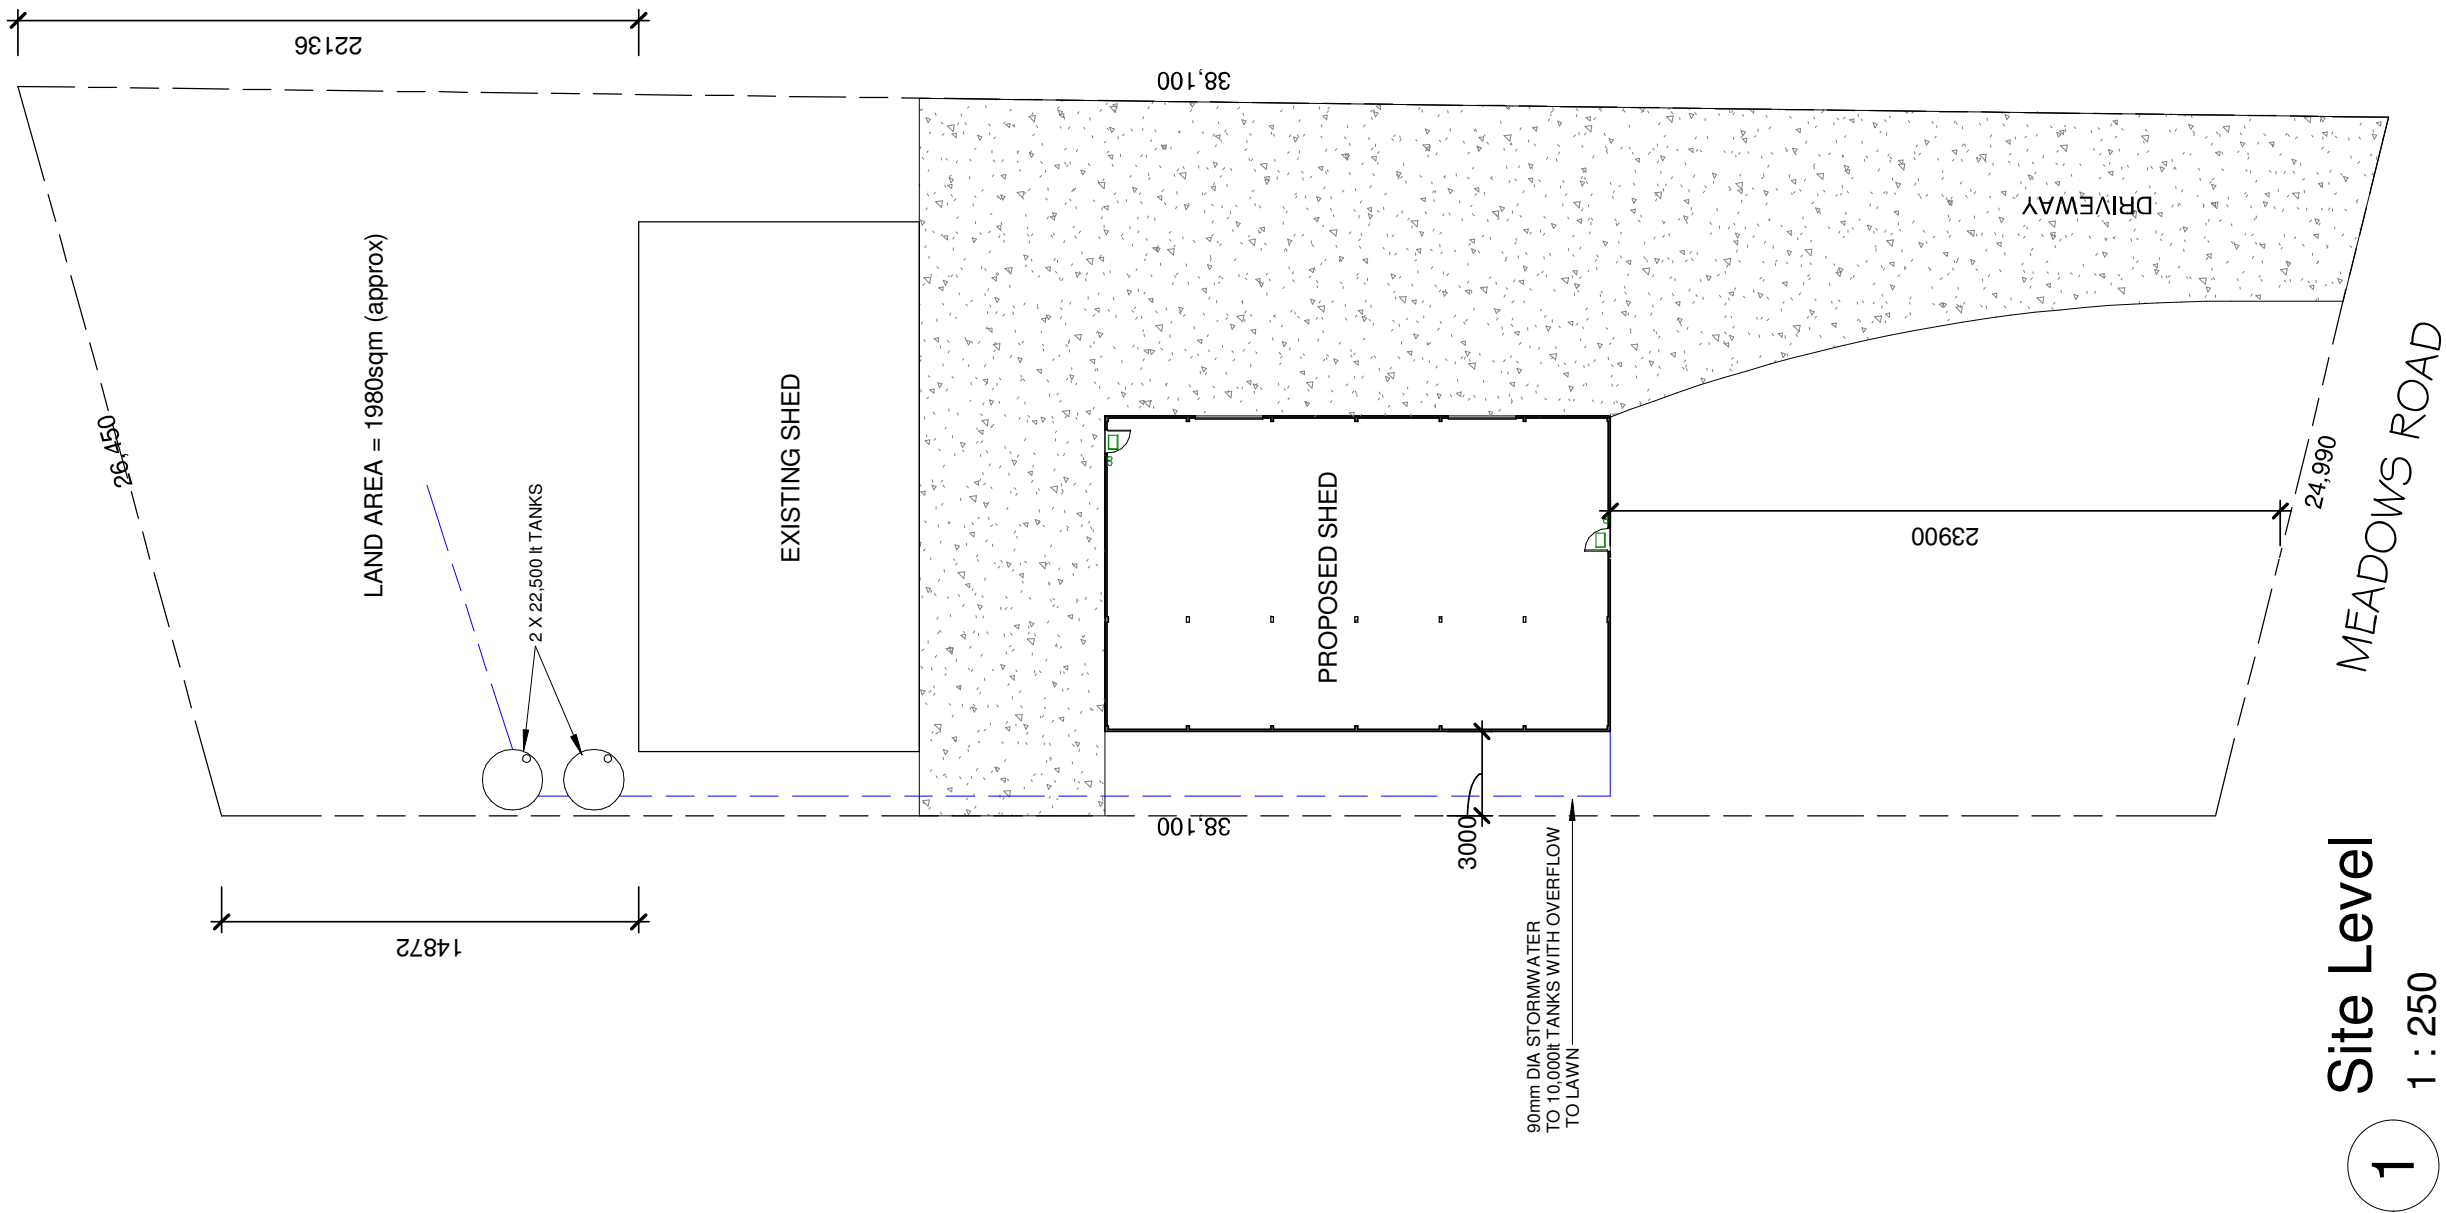 22136
38,100
26,450
LAND AREA = 1980sqm (approx)
2 X 22,500 lt TANKS
EXISTING SHED
PROPOSED SHED
DRIVEWAY
23900
24,990
MEADOWS ROAD
38,100
3000
14872
90mm DIA STORMWATER
TO 10,000lt TANKS WITH OVERFLOW
TO LAWN
1
Site Level
1 : 250